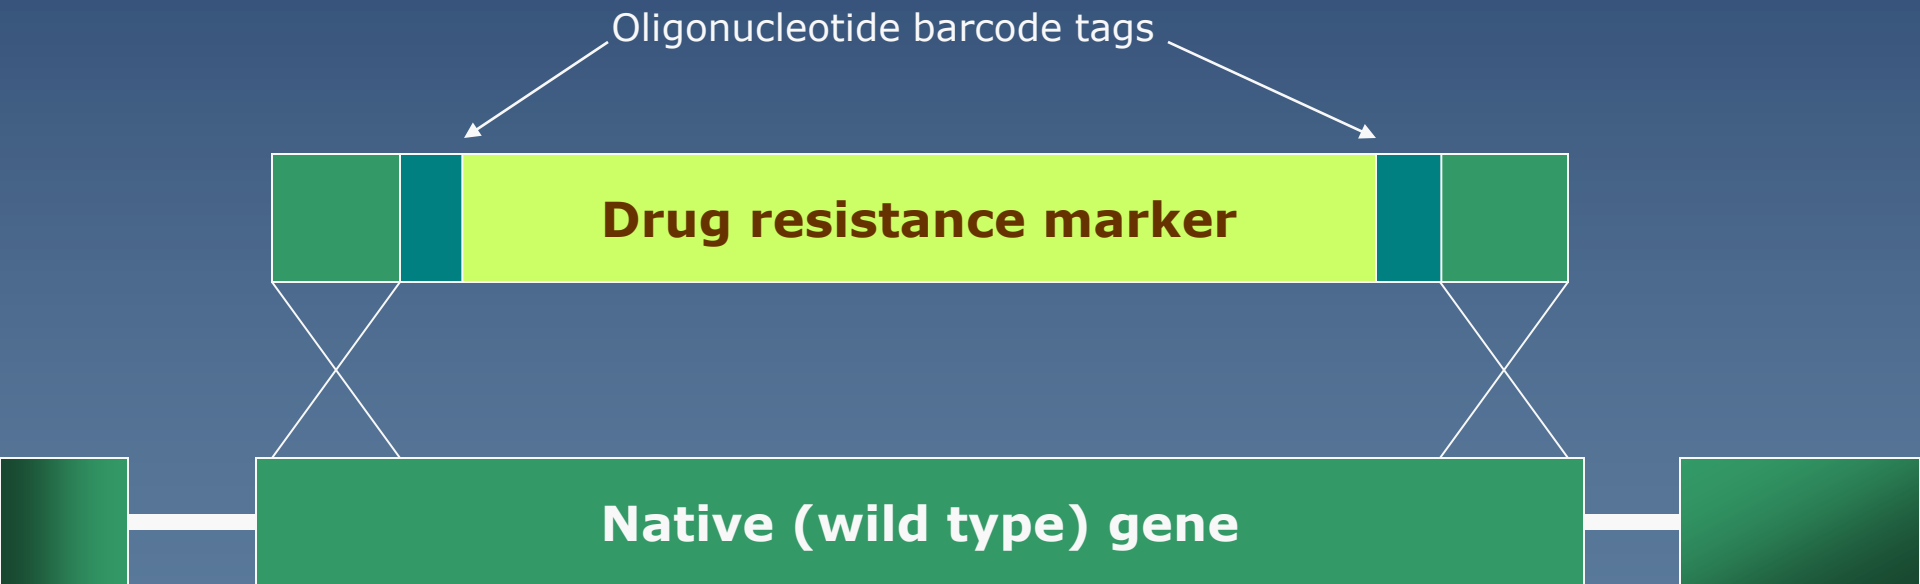 Oligonucleotide barcode tags
Drug resistance marker
Native (wild type) gene